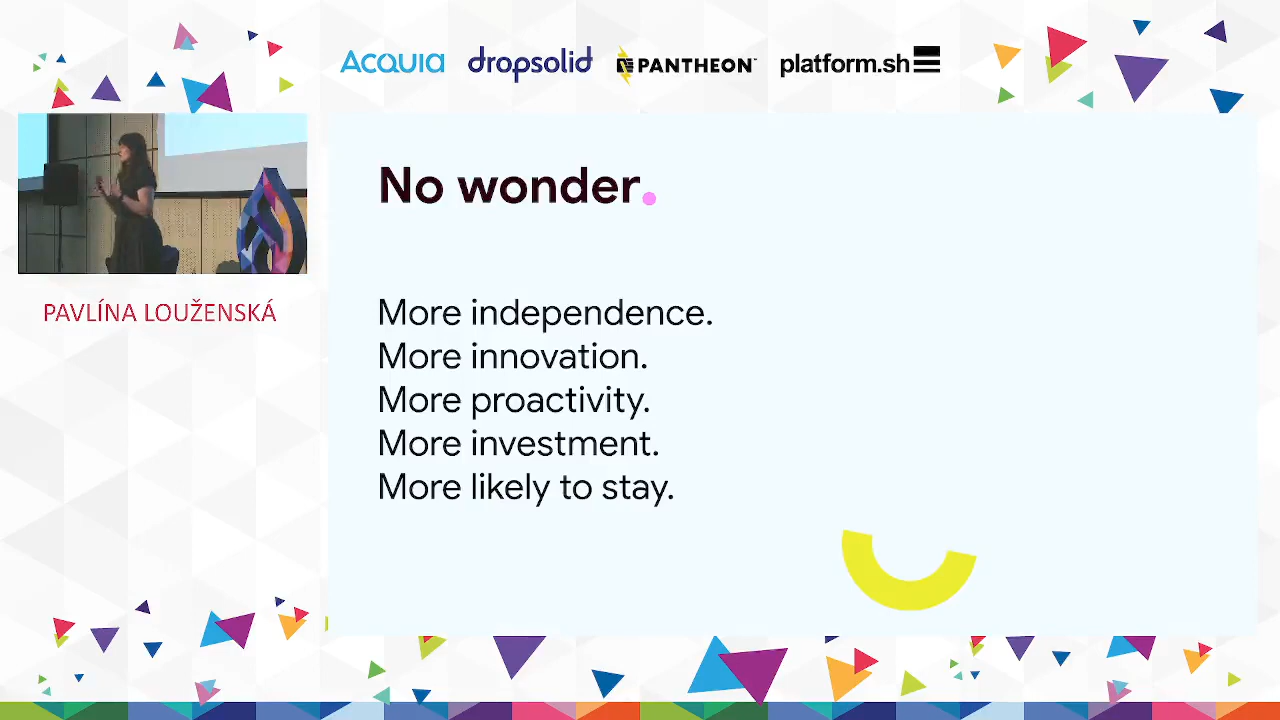 ACQUIA dropsolid PANTHEON platform.sh
No wonder.
PAVLÍNA LOUŽENSKÁ
More independence.
More innovation.
More proactivity.
More investment.
More likely to stay.